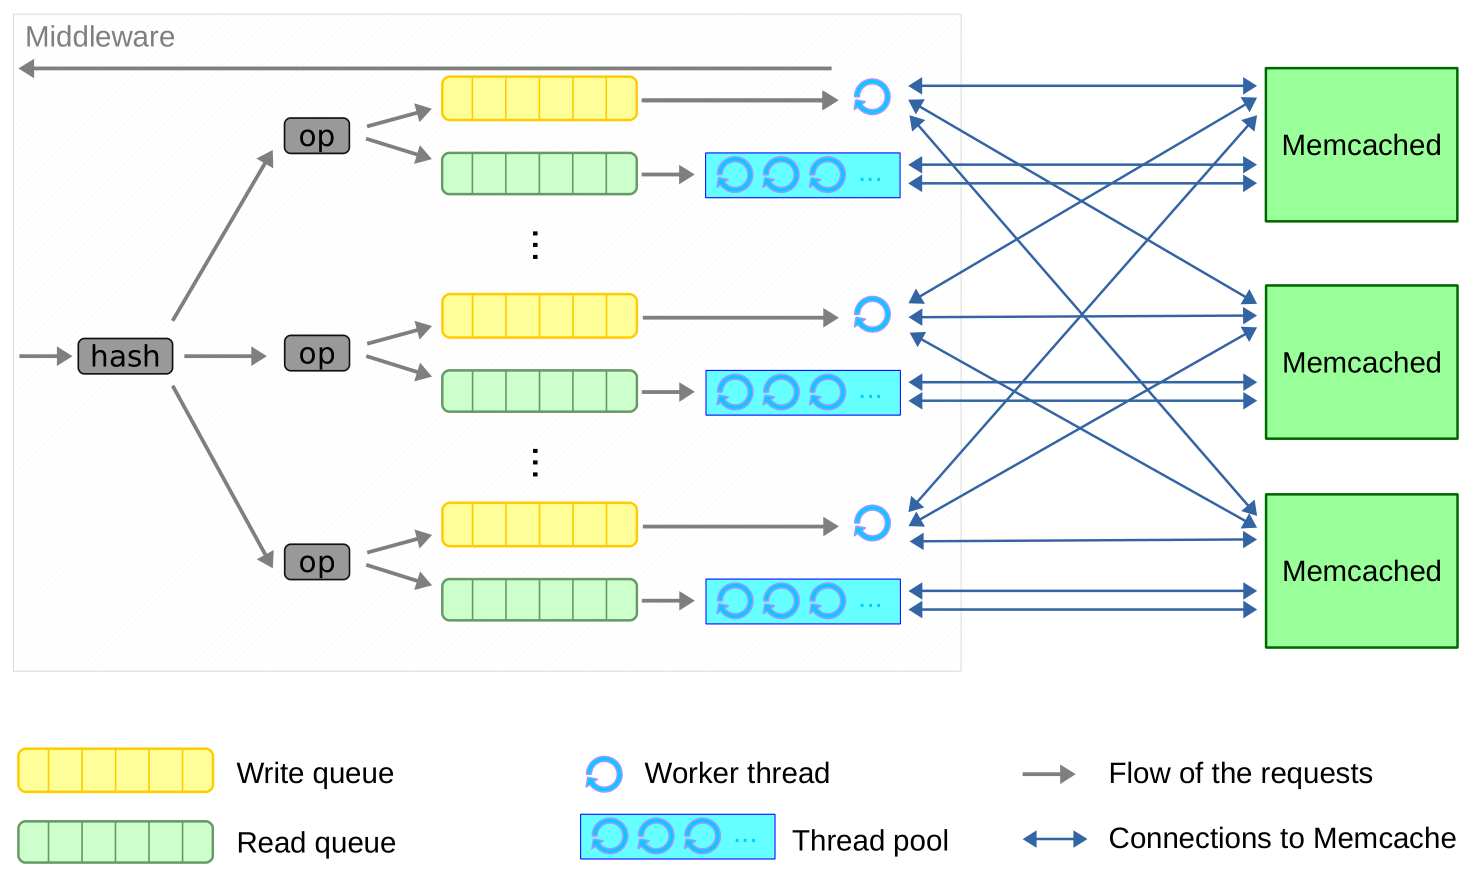 Middleware
op
Memcached
...
⋮
hash
op
Memcached
...
⋮
op
Memcached
...
Write queue
Worker thread
Flow of the requests
Read queue
...
Thread pool
Connections to Memcache